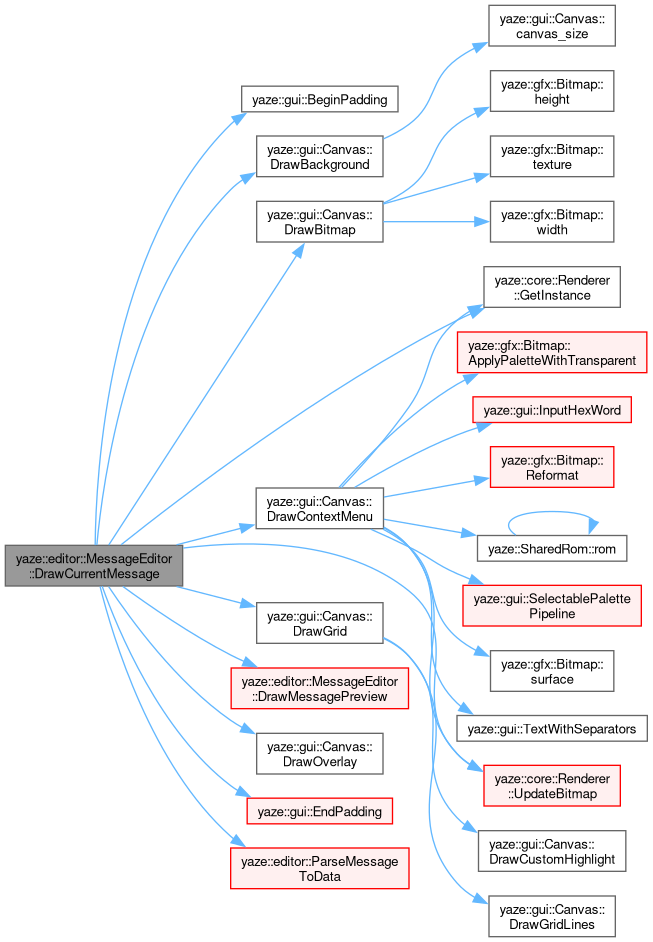 yaze::gui::Canvas::
canvas_size
yaze::gfx::Bitmap::
height
yaze::gui::BeginPadding
yaze::gui::Canvas::
DrawBackground
yaze::gfx::Bitmap::
texture
yaze::gui::Canvas::
DrawBitmap
yaze::gfx::Bitmap::
width
yaze::core::Renderer
::GetInstance
yaze::gfx::Bitmap::
ApplyPaletteWithTransparent
yaze::gui::InputHexWord
yaze::gfx::Bitmap::
Reformat
yaze::gui::Canvas::
DrawContextMenu
yaze::SharedRom::rom
yaze::editor::MessageEditor
::DrawCurrentMessage
yaze::gui::SelectablePalette
Pipeline
yaze::gui::Canvas::
DrawGrid
yaze::gfx::Bitmap::
surface
yaze::editor::MessageEditor
::DrawMessagePreview
yaze::gui::TextWithSeparators
yaze::gui::Canvas::
DrawOverlay
yaze::core::Renderer
::UpdateBitmap
yaze::gui::EndPadding
yaze::gui::Canvas::
DrawCustomHighlight
yaze::editor::ParseMessage
ToData
yaze::gui::Canvas::
DrawGridLines